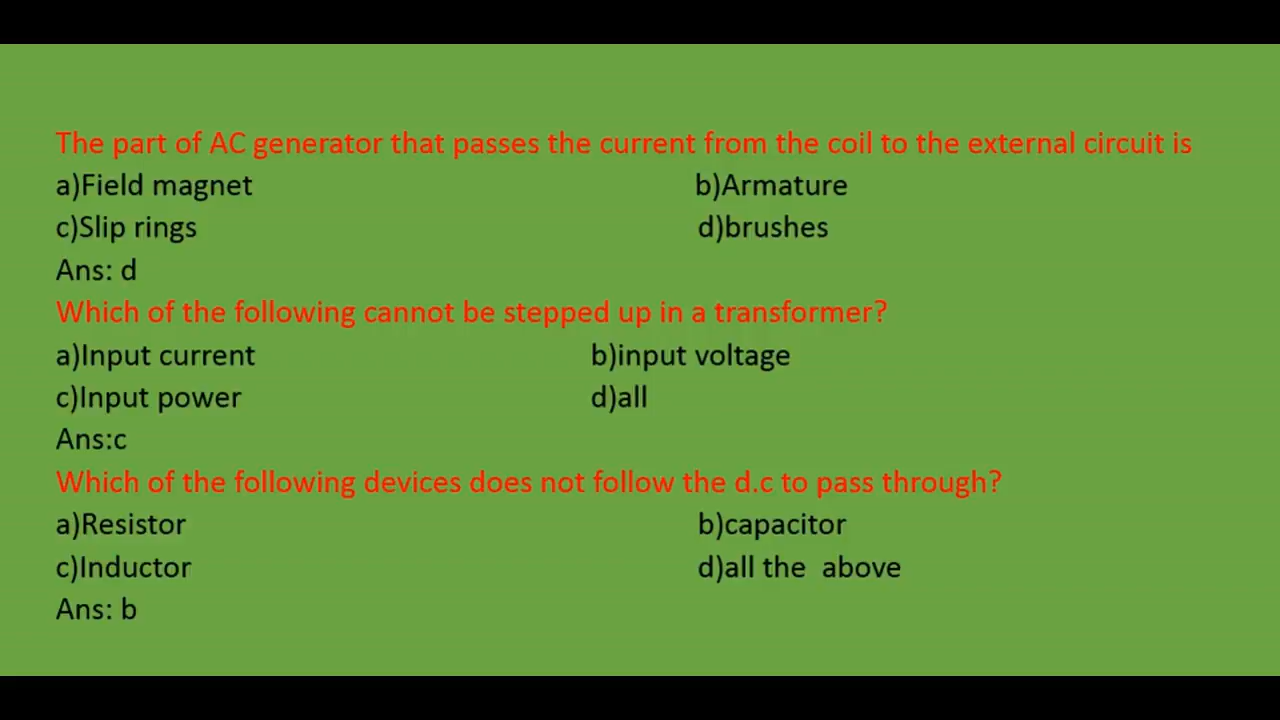 The part of AC generator that passes the current from the coil to the external circuit is
a)Field magnet b)Armature
c)Slip rings d)brushes
Ans: d
Which of the following cannot be stepped up in a transformer?
a)Input current b)input voltage
c)Input power d)all
Ans:c
Which of the following devices does not follow the d.c to pass through?
a)Resistor b)capacitor
c)Inductor d)all the above
Ans: b